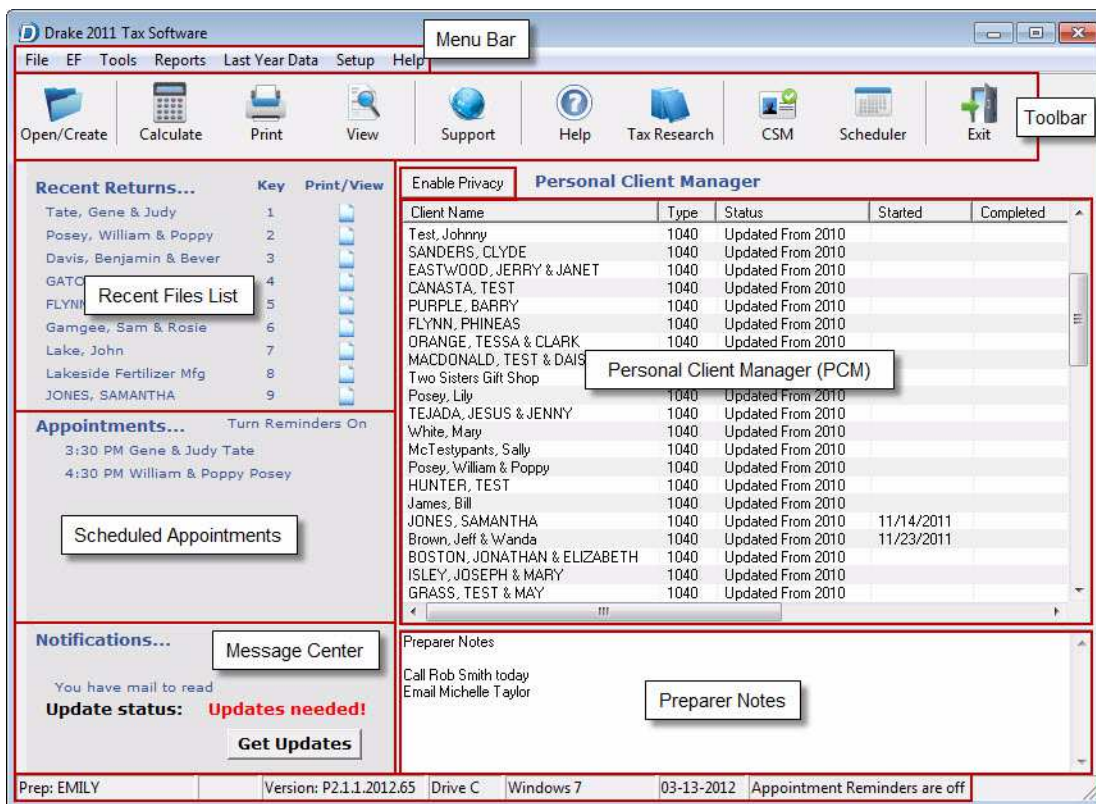 Drake 2011 Tax Software
Menu Bar
File EF Tools Reports Last Year Data Setup Help
Open/Create Calculate Print View Support Help Tax Research CSM Scheduler Exit
Toolbar
Recent Returns... Key Print/View
Tate, Gene & Judy 1
Posey, William & Poppy 2
Davis, Benjamin & Bever 3
GATO 4
FLYNN 5
Recent Files List
Gamgee, Sam & Rosie 6
Lake, John 7
Lakeside Fertilizer Mfg 8
JONES, SAMANTHA 9
Appointments... Turn Reminders On
3:30 PM Gene & Judy Tate
4:30 PM William & Poppy Posey
Scheduled Appointments
Notifications...
Message Center
You have mail to read
Update status: Updates needed!
Get Updates
Enable Privacy Personal Client Manager
Client Name Type Status Started Completed
Test, Johnny 1040 Updated From 2010
SANDERS, CLYDE 1040 Updated From 2010
EASTWOOD, JERRY & JANET 1040 Updated From 2010
CANASTA, TEST 1040 Updated From 2010
PURPLE, BARRY 1040 Updated From 2010
FLYNN, PHINEAS 1040 Updated From 2010
ORANGE, TESSA & CLARK 1040 Updated From 2010
MACDONALD, TEST & DAIS
Two Sisters Gift Shop
Personal Client Manager (PCM)
Posey, Lily 1040 Updated From 2010
TEJADA, JESUS & JENNY 1040 Updated From 2010
White, Mary 1040 Updated From 2010
McTestypants, Sally 1040 Updated From 2010
Posey, William & Poppy 1040 Updated From 2010
HUNTER, TEST 1040 Updated From 2010
James, Bill 1040 Updated From 2010
JONES, SAMANTHA 1040 Updated From 2010 11/14/2011
Brown, Jeff & Wanda 1040 Updated From 2010 11/23/2011
BOSTON, JONATHAN & ELIZABETH 1040 Updated From 2010
ISLEY, JOSEPH & MARY 1040 Updated From 2010
GRASS, TEST & MAY 1040 Updated From 2010
Preparer Notes
Call Rob Smith today
Email Michelle Taylor
Preparer Notes
Prep: EMILY Version: P2.1.1.2012.65 Drive C Windows 7 03-13-2012 Appointment Reminders are off